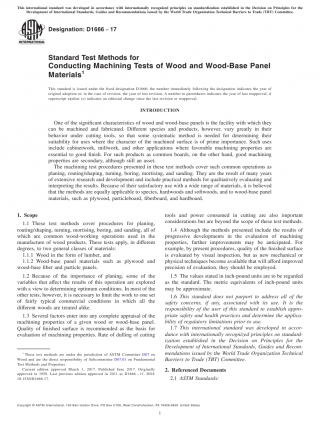 This international standard was developed in accordance with internationally recognized principles on standardization established in the Decision on Principles for the
Development of International Standards, Guides and Recommendations issued by the World Trade Organization Technical Barriers to Trade (TBT) Committee.
Designation: D1666 − 17
INTERNATIONAL
Standard Test Methods for
Conducting Machining Tests of Wood and Wood-Base Panel
Materials¹
This standard is issued under the fixed designation D1666; the number immediately following the designation indicates the year of
original adoption or, in the case of revision, the year of last revision. A number in parentheses indicates the year of last reapproval. A
superscript epsilon (ε) indicates an editorial change since the last revision or reapproval.
INTRODUCTION
One of the significant characteristics of wood and wood-base panels is the facility with which they
can be machined and fabricated. Different species and products, however, vary greatly in their
behavior under cutting tools, so that some systematic method is needed for determining their
suitability for uses where the character of the machined surface is of prime importance. Such uses
include cabinetwork, millwork, and other applications where favorable machining properties are
essential to good finish. For such products as common boards, on the other hand, good machining
properties are secondary, although still an asset.
The machining test procedures presented in these test methods cover such common operations as
planing, routing/shaping, turning, boring, mortising, and sanding. They are the result of many years
of extensive research and development and include practical methods for qualitatively evaluating and
interpreting the results. Because of their satisfactory use with a wide range of materials, it is believed
that the methods are equally applicable to species, hardwoods and softwoods, and to wood-base panel
materials, such as plywood, particleboard, fiberboard, and hardboard.
1. Scope
1.1 These test methods cover procedures for planing,
routing/shaping, turning, mortising, boring, and sanding, all of
which are common wood-working operations used in the
manufacture of wood products. These tests apply, in different
degrees, to two general classes of materials:
1.1.1 Wood in the form of lumber, and
1.1.2 Wood-base panel materials such as plywood and
wood-base fiber and particle panels.
1.2 Because of the importance of planing, some of the
variables that affect the results of this operation are explored
with a view to determining optimum conditions. In most of the
other tests, however, it is necessary to limit the work to one set
of fairly typical commercial conditions in which all the
different woods are treated alike.
1.3 Several factors enter into any complete appraisal of the
machining properties of a given wood or wood-base panel.
Quality of finished surface is recommended as the basis for
evaluation of machining properties. Rate of dulling of cutting
¹ These test methods are under the jurisdiction of ASTM Committee D07 on
Wood and are the direct responsibility of Subcommittee D07.01 on Fundamental
Test Methods and Properties.
Current edition approved March 1, 2017. Published June 2017. Originally
approved in 1959. Last previous edition approved in 2011 as D1666 – 11. DOI:
10.1520/D1666-17.
tools and power consumed in cutting are also important
considerations but are beyond the scope of these test methods.
1.4 Although the methods presented include the results of
progressive developments in the evaluation of machining
properties, further improvements may be anticipated. For
example, by present procedures, quality of the finished surface
is evaluated by visual inspection, but as new mechanical or
physical techniques become available that will afford improved
precision of evaluation, they should be employed.
1.5 The values stated in inch-pound units are to be regarded
as the standard. The metric equivalents of inch-pound units
may be approximate.
1.6 This standard does not purport to address all of the
safety concerns, if any, associated with its use. It is the
responsibility of the user of this standard to establish appro-
priate safety and health practices and determine the applica-
bility of regulatory limitations prior to use.
1.7 This international standard was developed in accor-
dance with internationally recognized principles on standard-
ization established in the Decision on Principles for the
Development of International Standards, Guides and Recom-
mendations issued by the World Trade Organization Technical
Barriers to Trade (TBT) Committee.
2. Referenced Documents
2.1 ASTM Standards:
Copyright © ASTM International, 100 Barr Harbor Drive, PO Box C700, West Conshohocken, PA 19428-2959. United States
1